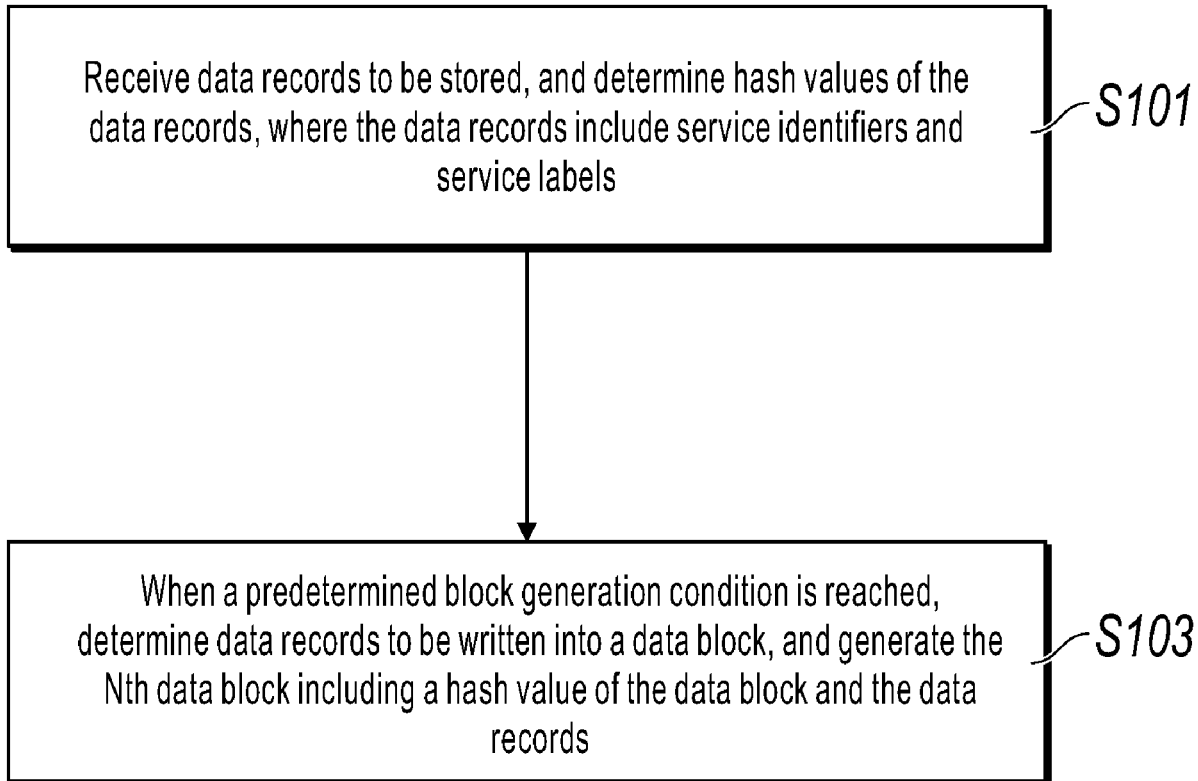 Receive data records to be stored, and determine hash values of the
data records, where the data records include service identifiers and
service labels
S101
When a predetermined block generation condition is reached,
determine data records to be written into a data block, and generate the
Nth data block including a hash value of the data block and the data
records
S103